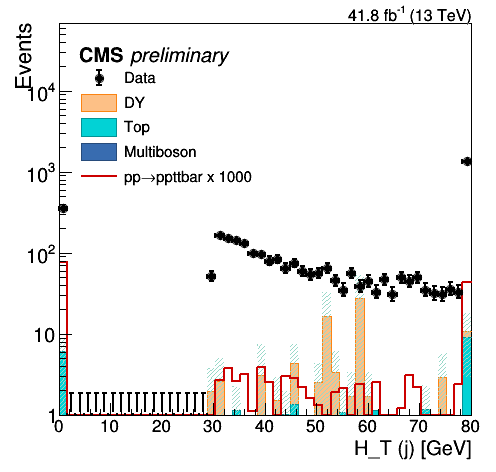 41.8 fb⁻¹ (13 TeV)
Events
CMS preliminary
Data
DY
Top
Multiboson
pp→ppttbar x 1000
10⁴
10³
10²
10
1
0 10 20 30 40 50 60 70 80
H_T (j) [GeV]